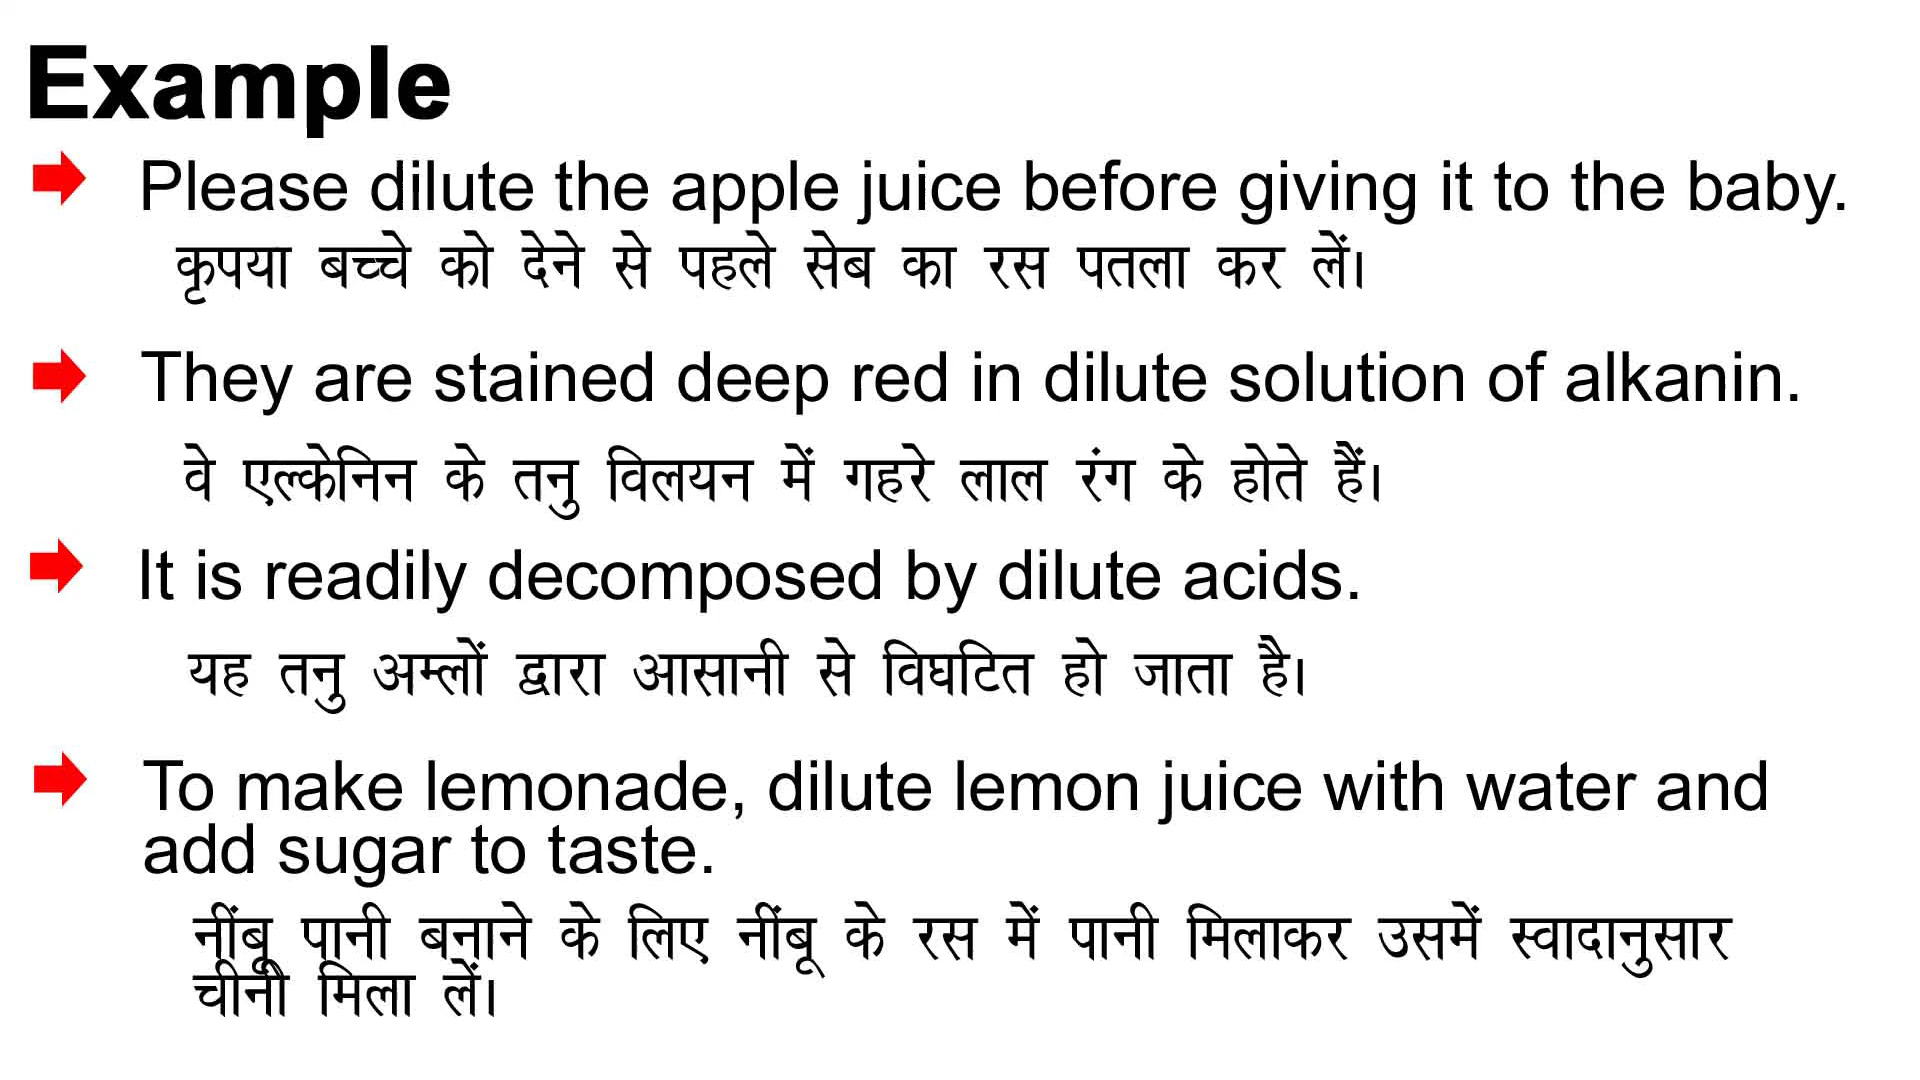 Example
Please dilute the apple juice before giving it to the baby.
कृपया बच्चे को देने से पहले सेब का रस पतला कर लें।
They are stained deep red in dilute solution of alkanin.
वे एल्केनिन के तनु विलयन में गहरे लाल रंग के होते हैं।
It is readily decomposed by dilute acids.
यह तनु अम्लों द्वारा आसानी से विघटित हो जाता है।
To make lemonade, dilute lemon juice with water and
add sugar to taste.
नींबू पानी बनाने के लिए नींबू के रस में पानी मिलाकर उसमें स्वादानुसार
चीनी मिला लें।